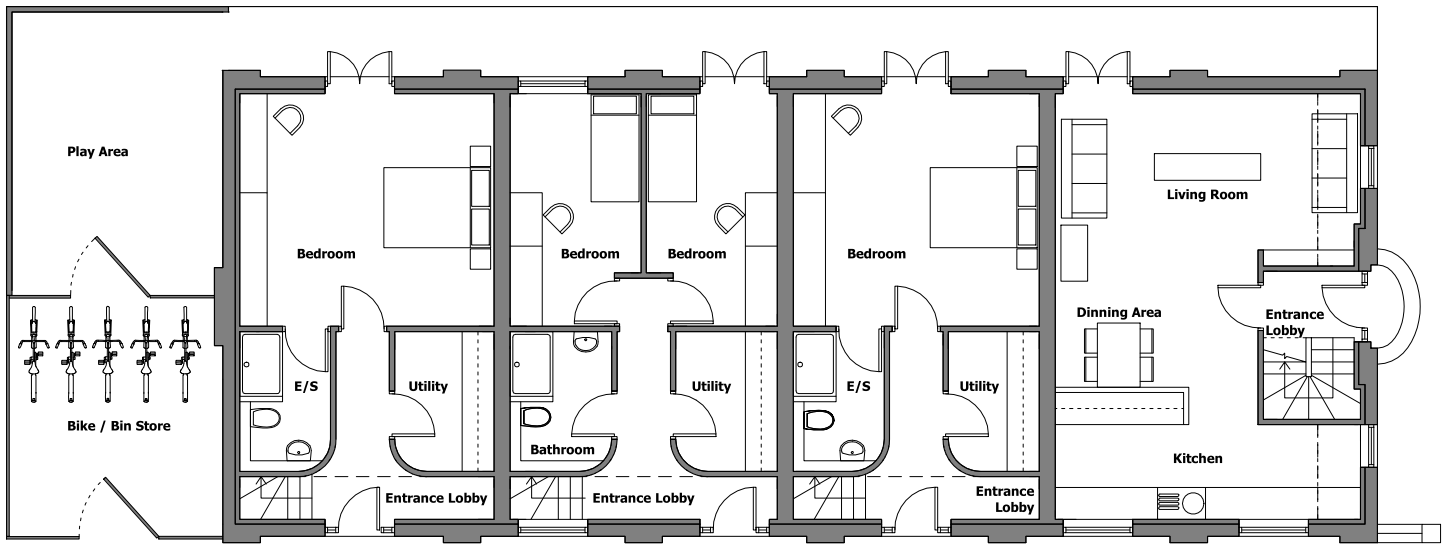 Play Area
Living Room
Bedroom
Bedroom
Bedroom
Bedroom
Dinning Area
Entrance
Lobby
E/S
Utility
Utility
E/S
Utility
Bike / Bin Store
Bathroom
Kitchen
Entrance Lobby
Entrance Lobby
Entrance
Lobby